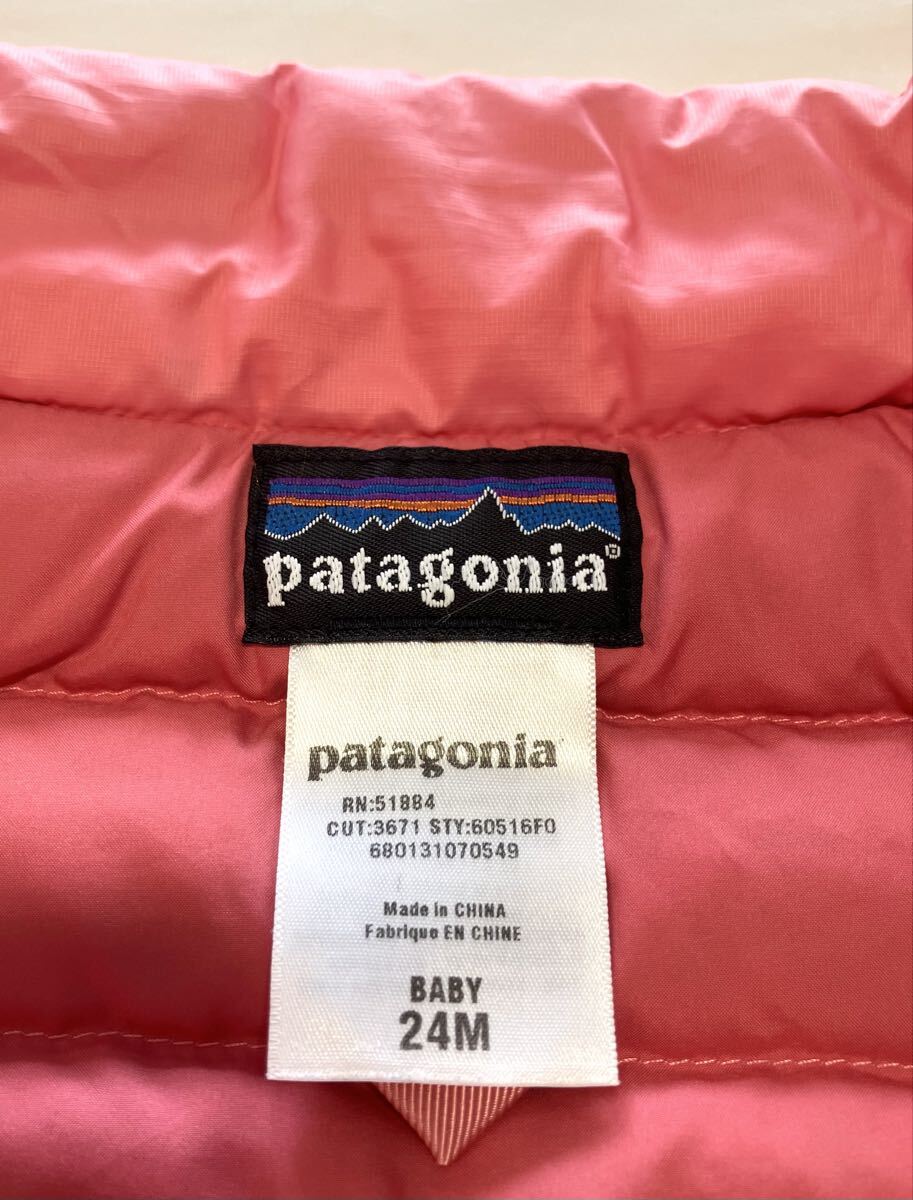 patagonia®
patagonia
RN:51884
CUT:3671 STY:60516F0
680131070549
Made in CHINA
Fabrique EN CHINE
BABY
24M